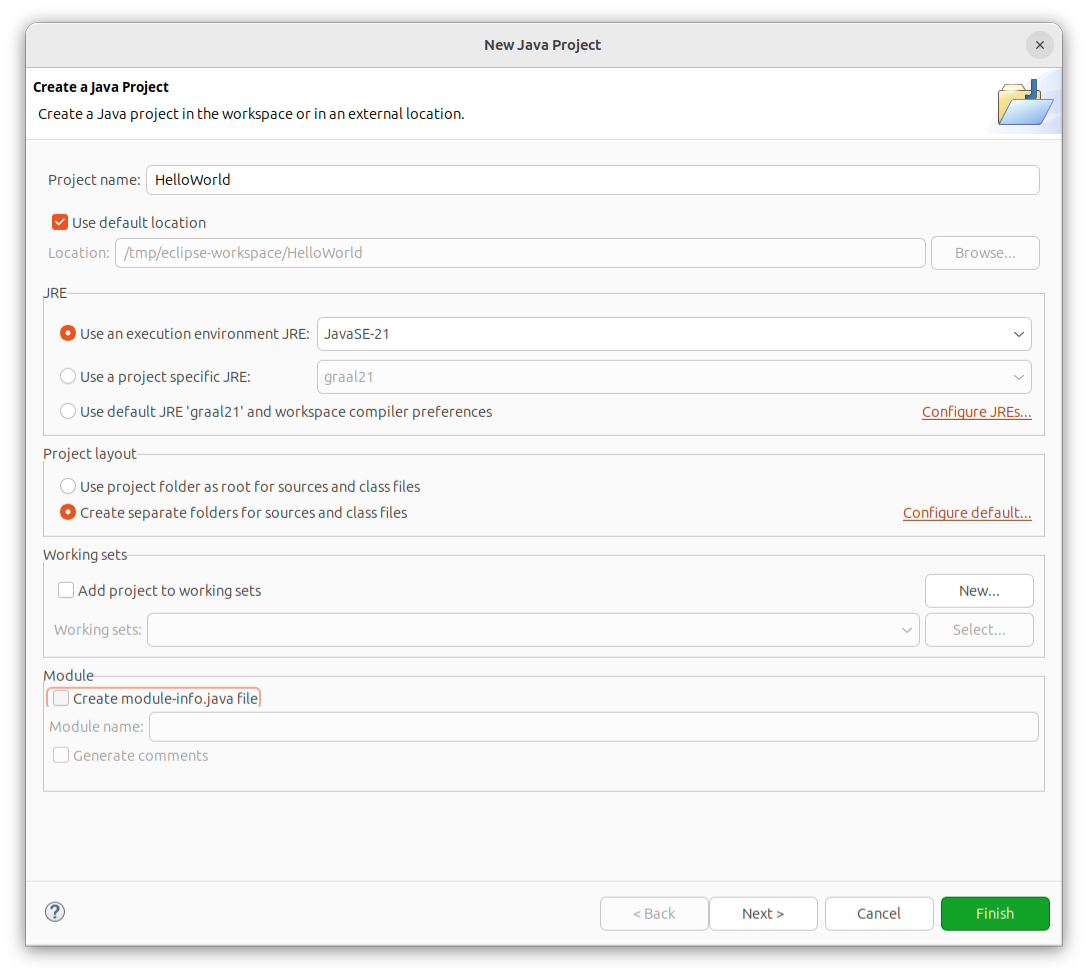 New Java Project
Create a Java Project
Create a Java project in the workspace or in an external location.
Project name: HelloWorld
Use default location
Location: /tmp/eclipse-workspace/HelloWorld Browse...
JRE
Use an execution environment JRE: JavaSE-21
Use a project specific JRE: graal21
Use default JRE 'graal21' and workspace compiler preferences Configure JREs...
Project layout
Use project folder as root for sources and class files
Create separate folders for sources and class files Configure default...
Working sets
Add project to working sets New...
Working sets: Select...
Module
Create module-info.java file
Module name:
Generate comments
? < Back Next > Cancel Finish